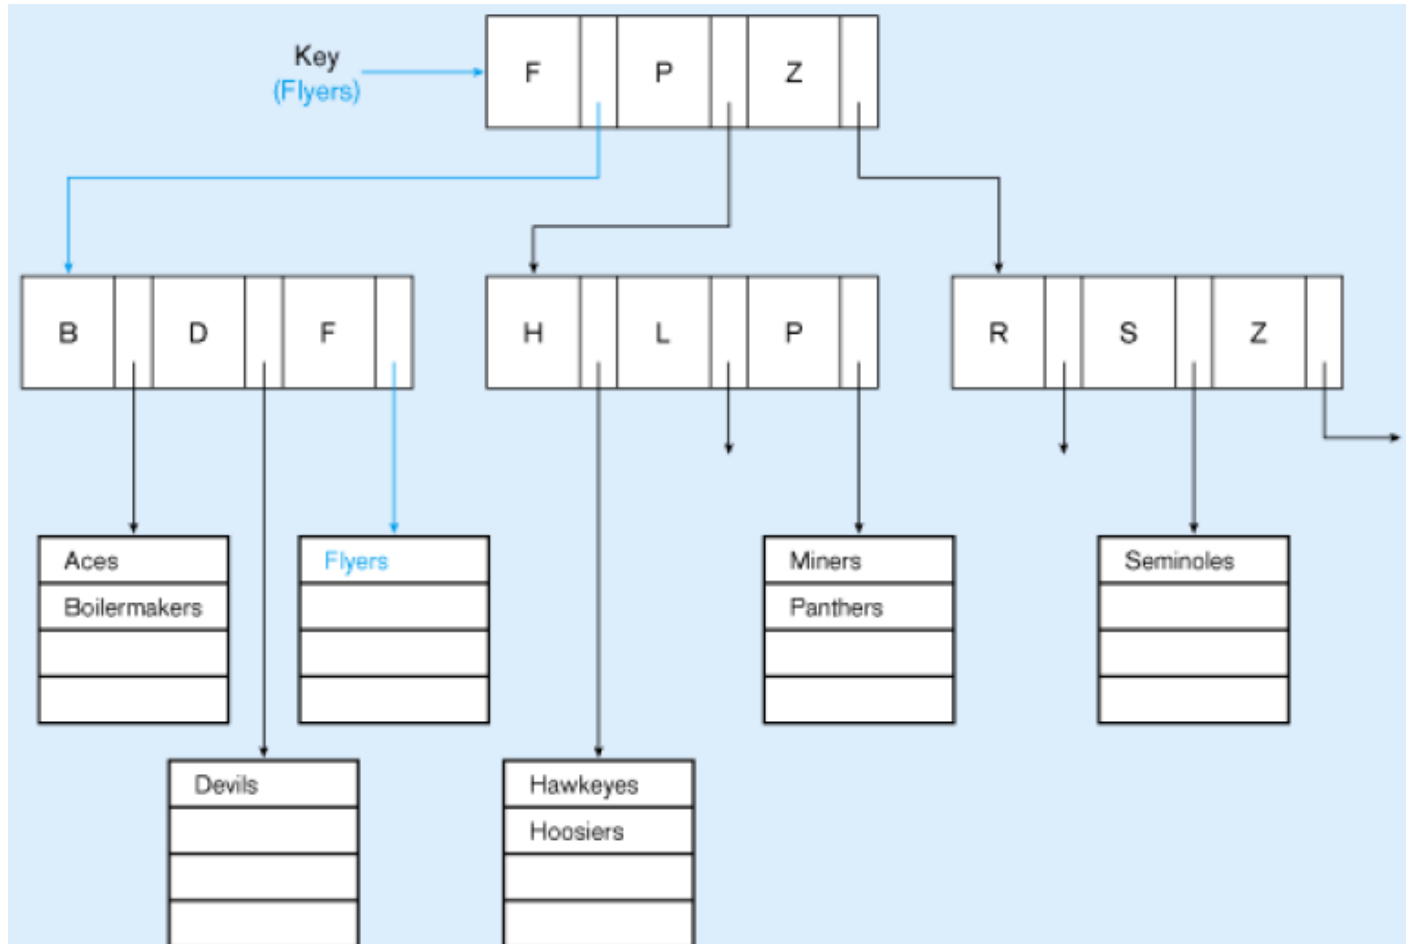 Key
(Flyers)
F P Z
B D F
H L P
R S Z
Aces
Boilermakers
Flyers
Miners
Panthers
Seminoles
Devils
Hawkeyes
Hoosiers